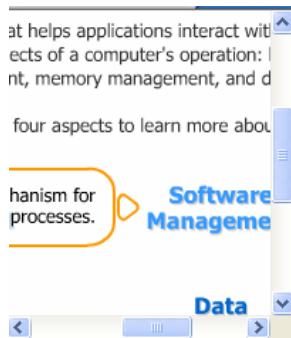 at helps applications interact wit
ects of a computer's operation:
nt, memory management, and d
four aspects to learn more abou
hanism for
processes.
Software
Manageme
Data